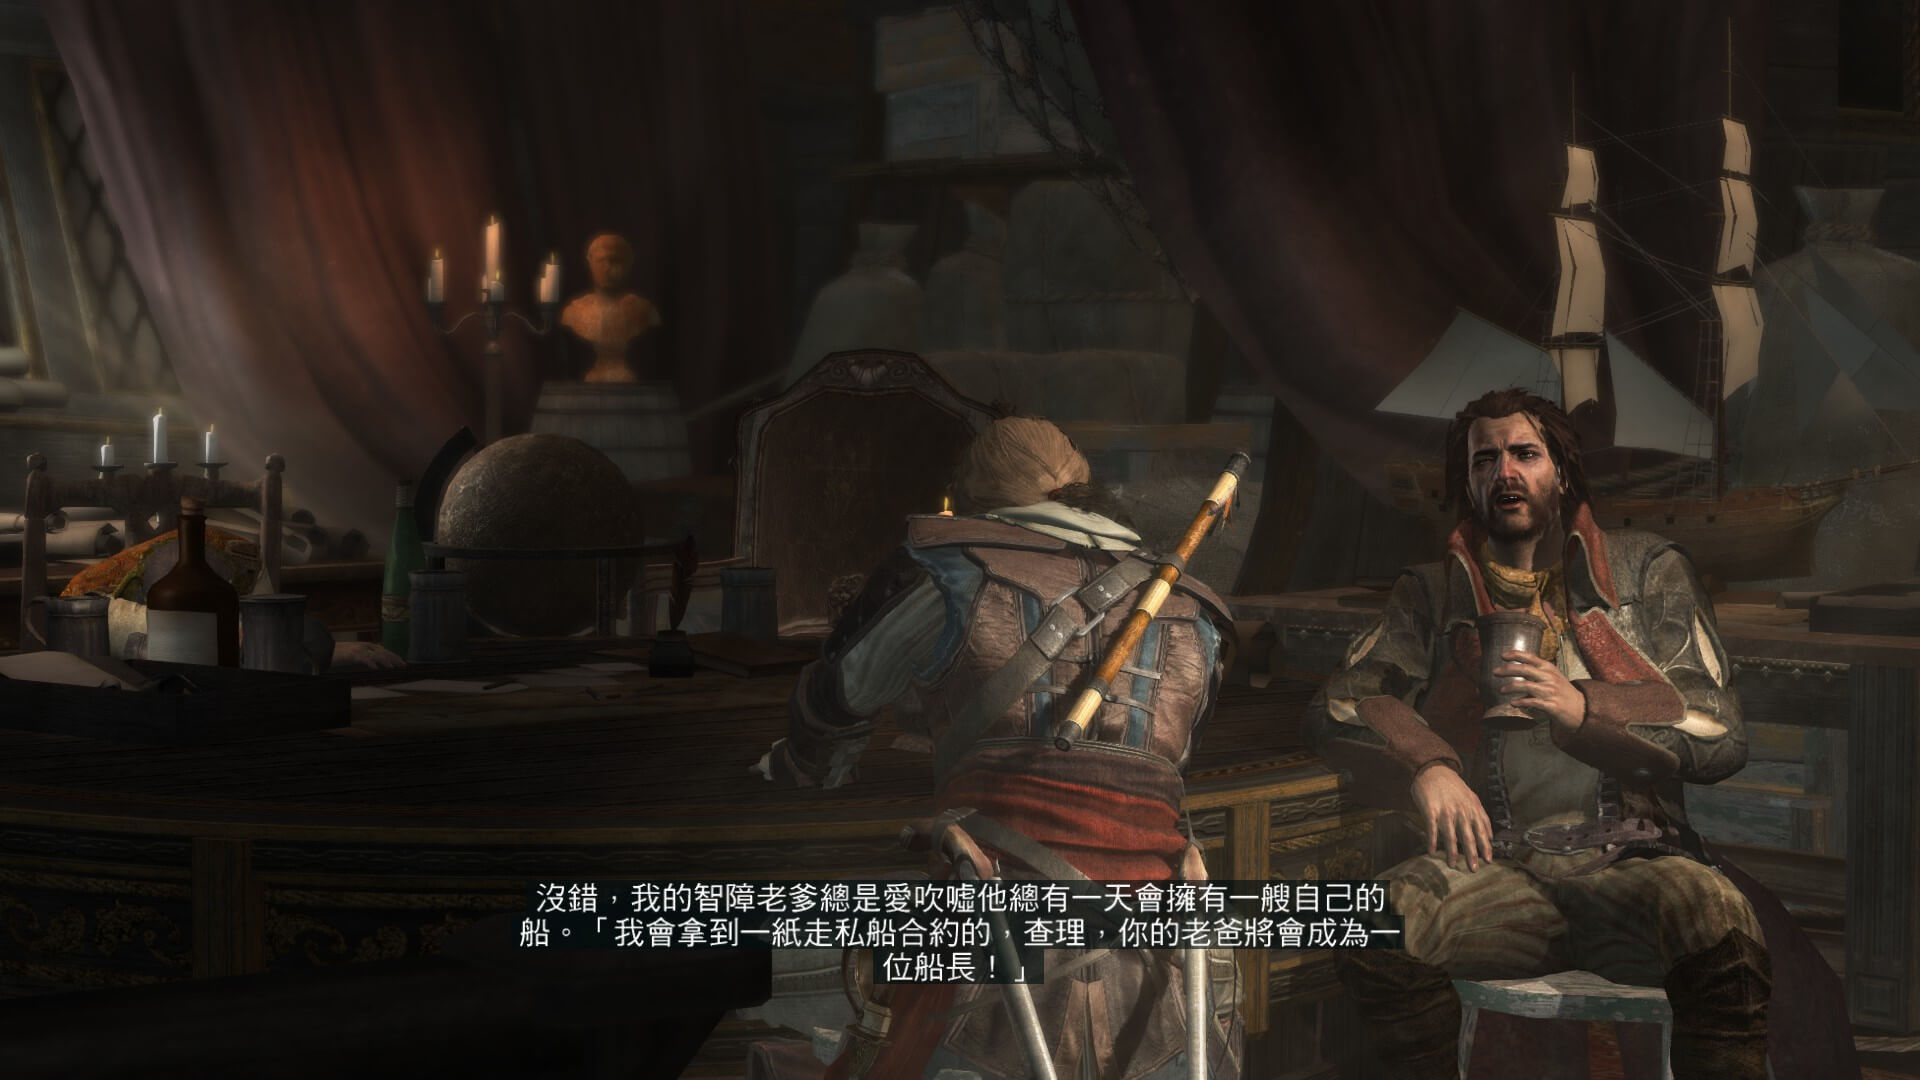 沒錯，我的智障老爹總是愛吹噓他總有一天會擁有一艘自己的
船。「我會拿到一紙走私船合約的，查理，你的老爸將會成為一
位船長！」